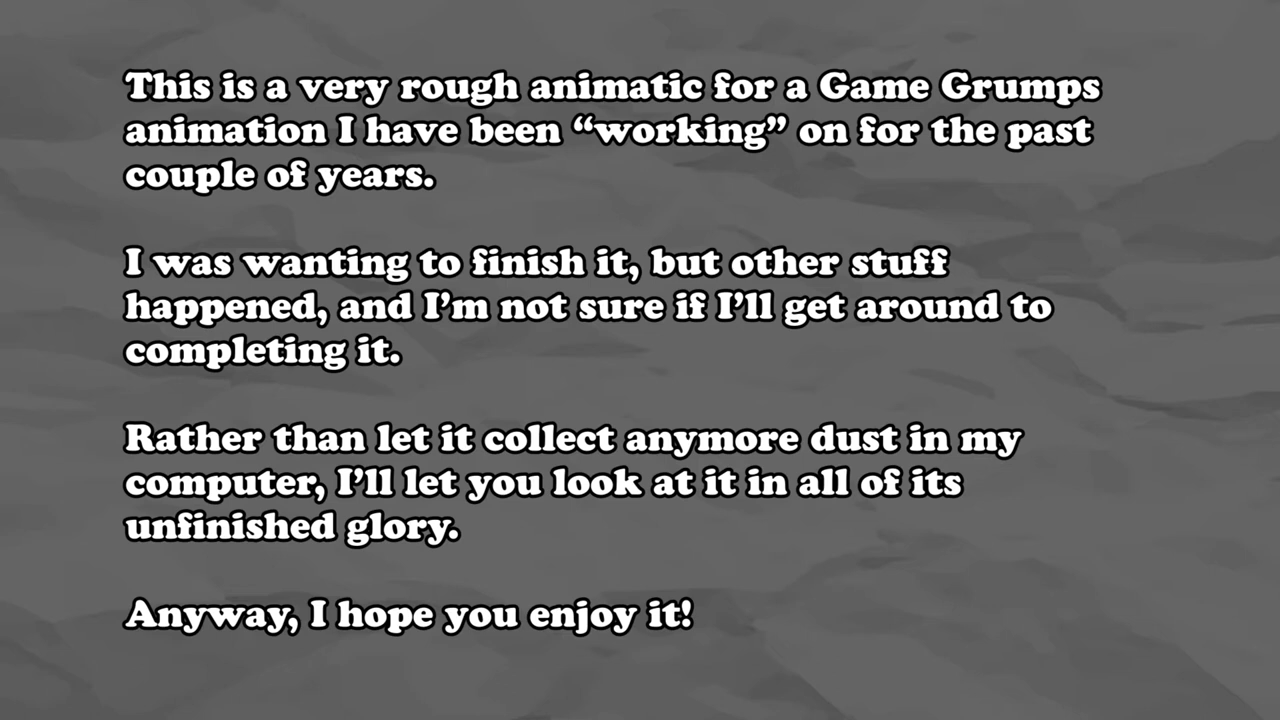 This is a very rough animatic for a Game Grumps
animation I have been “working” on for the past
couple of years.
I was wanting to finish it, but other stuff
happened, and I’m not sure if I’ll get around to
completing it.
Rather than let it collect anymore dust in my
computer, I’ll let you look at it in all of its
unfinished glory.
Anyway, I hope you enjoy it!